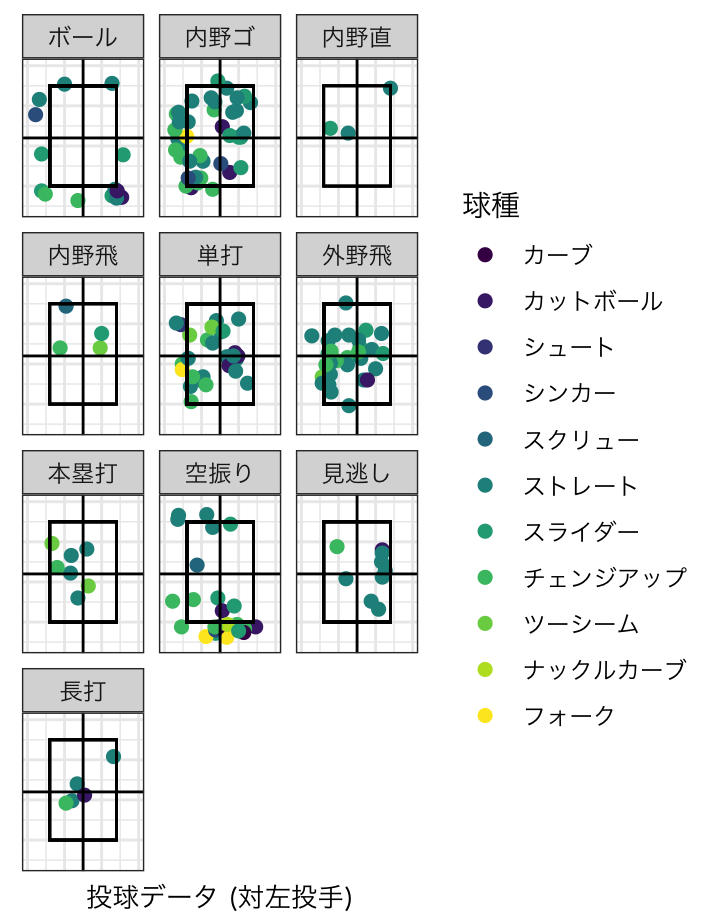 ボール
内野ゴ
内野直
内野飛
単打
外野飛
本塁打
空振り
見逃し
長打
投球データ (対左投手)
球種
カーブ
カットボール
シュート
シンカー
スクリュー
ストレート
スライダー
チェンジアップ
ツーシーム
ナックルカーブ
フォーク